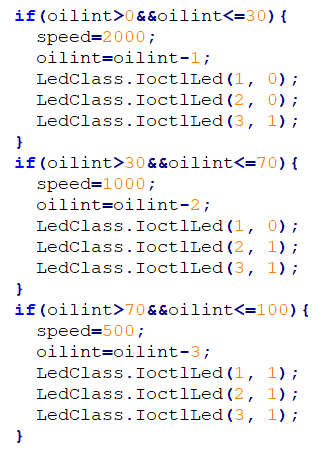 if(oilint>0&&oilint<=30){
speed=2000;
oilint=oilint-1;
LedClass.IoctlLed(1, 0);
LedClass.IoctlLed(2, 0);
LedClass.IoctlLed(3, 1);
}
if(oilint>30&&oilint<=70){
speed=1000;
oilint=oilint-2;
LedClass.IoctlLed(1, 0);
LedClass.IoctlLed(2, 1);
LedClass.IoctlLed(3, 1);
}
if(oilint>70&&oilint<=100){
speed=500;
oilint=oilint-3;
LedClass.IoctlLed(1, 1);
LedClass.IoctlLed(2, 1);
LedClass.IoctlLed(3, 1);
}